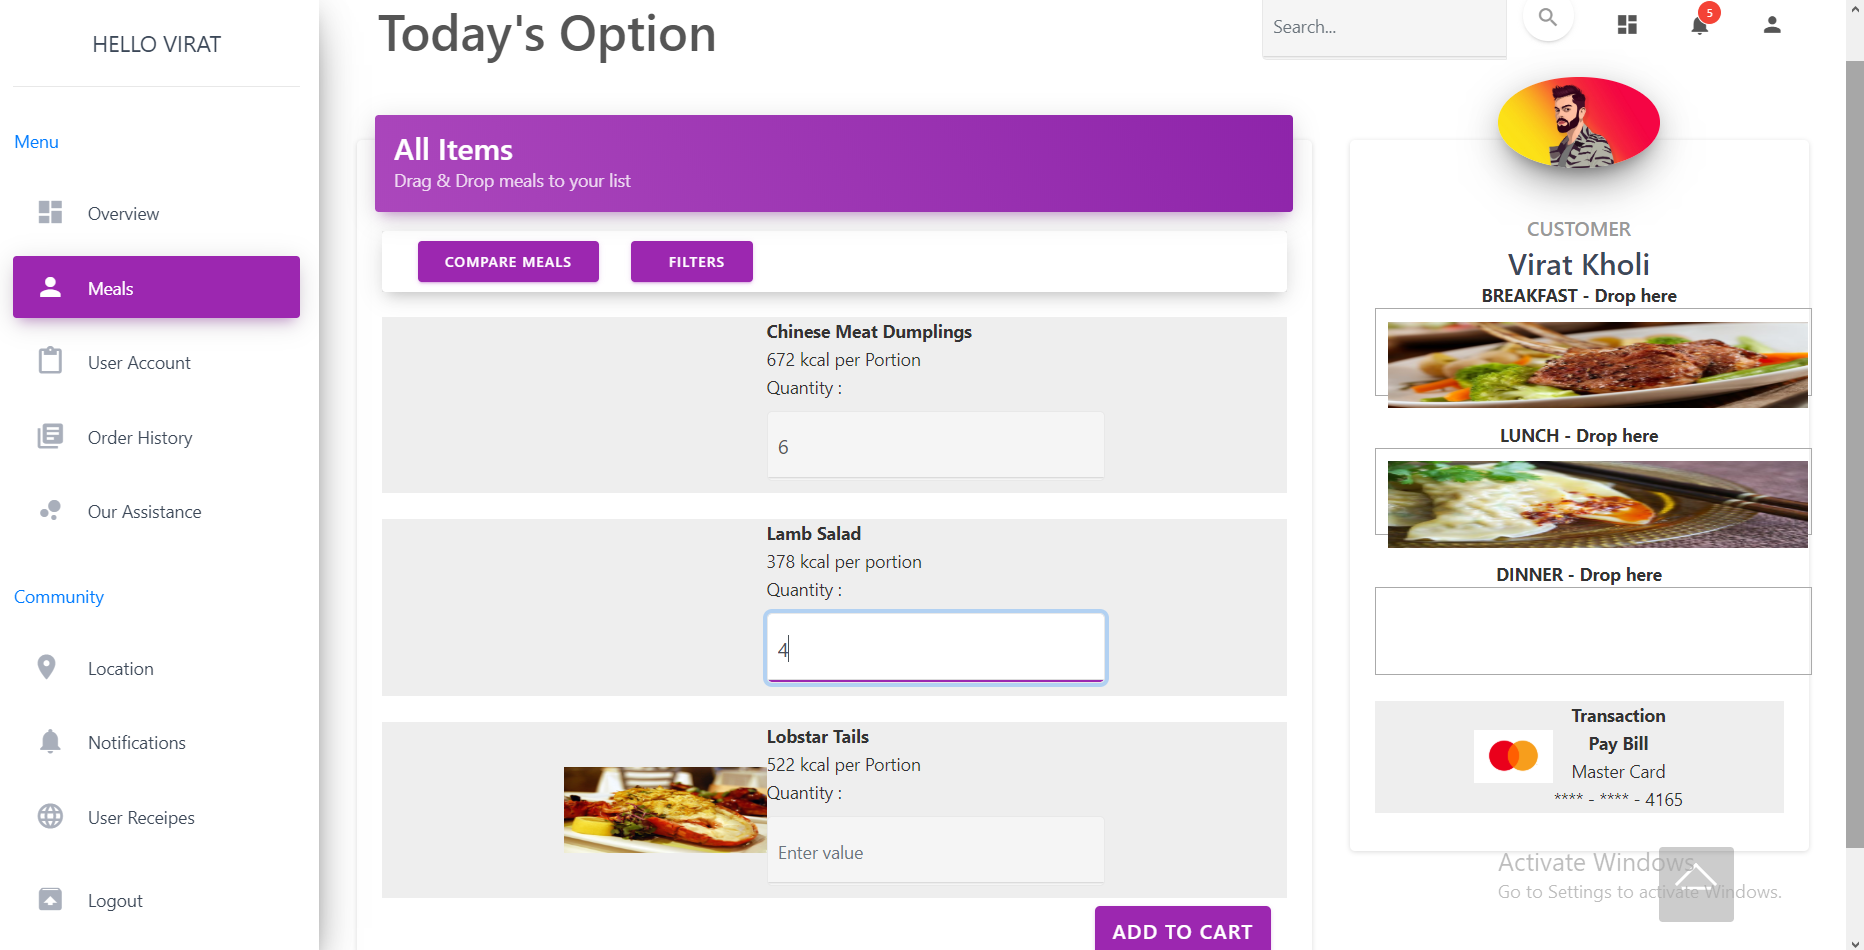 HELLO VIRAT
Menu
Overview
Meals
User Account
Order History
Our Assistance
Community
Location
Notifications
User Receipes
Logout
Today's Option
Search...
5
All Items
Drag & Drop meals to your list
COMPARE MEALS
FILTERS
Chinese Meat Dumplings
672 kcal per Portion
Quantity :
6
Lamb Salad
378 kcal per portion
Quantity :
4
Lobstar Tails
522 kcal per Portion
Quantity :
Enter value
ADD TO CART
CUSTOMER
Virat Kholi
BREAKFAST - Drop here
LUNCH - Drop here
DINNER - Drop here
Transaction
Pay Bill
Master Card
**** - **** - 4165
Activate Windows
Go to Settings to activate Windows.